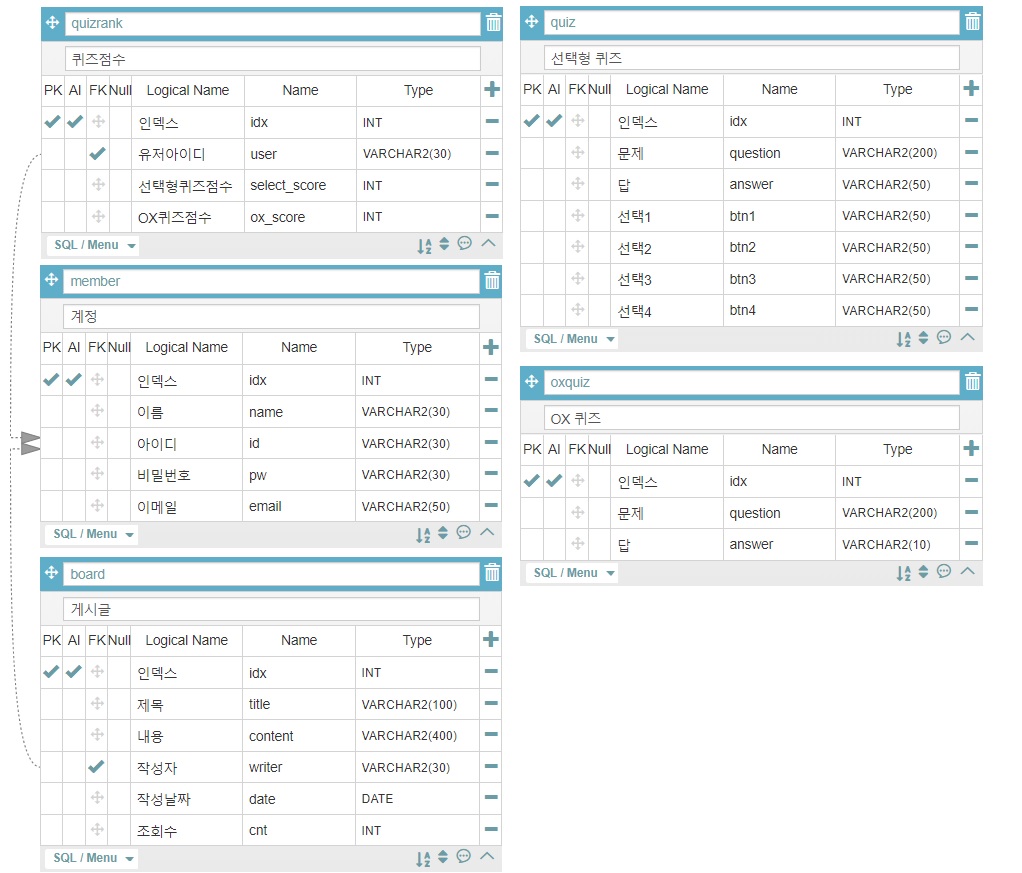 quizrank
퀴즈점수
PK AI FK Null Logical Name Name Type
인덱스 idx INT
유저아이디 user VARCHAR2(30)
선택형퀴즈점수 select_score INT
OX퀴즈점수 ox_score INT
SQL / Menu
member
계정
PK AI FK Null Logical Name Name Type
인덱스 idx INT
이름 name VARCHAR2(30)
아이디 id VARCHAR2(30)
비밀번호 pw VARCHAR2(30)
이메일 email VARCHAR2(50)
SQL / Menu
board
게시글
PK AI FK Null Logical Name Name Type
인덱스 idx INT
제목 title VARCHAR2(100)
내용 content VARCHAR2(400)
작성자 writer VARCHAR2(30)
작성날짜 date DATE
조회수 cnt INT
SQL / Menu
quiz
선택형 퀴즈
PK AI FK Null Logical Name Name Type
인덱스 idx INT
문제 question VARCHAR2(200)
답 answer VARCHAR2(50)
선택1 btn1 VARCHAR2(50)
선택2 btn2 VARCHAR2(50)
선택3 btn3 VARCHAR2(50)
선택4 btn4 VARCHAR2(50)
SQL / Menu
oxquiz
OX 퀴즈
PK AI FK Null Logical Name Name Type
인덱스 idx INT
문제 question VARCHAR2(200)
답 answer VARCHAR2(10)
SQL / Menu